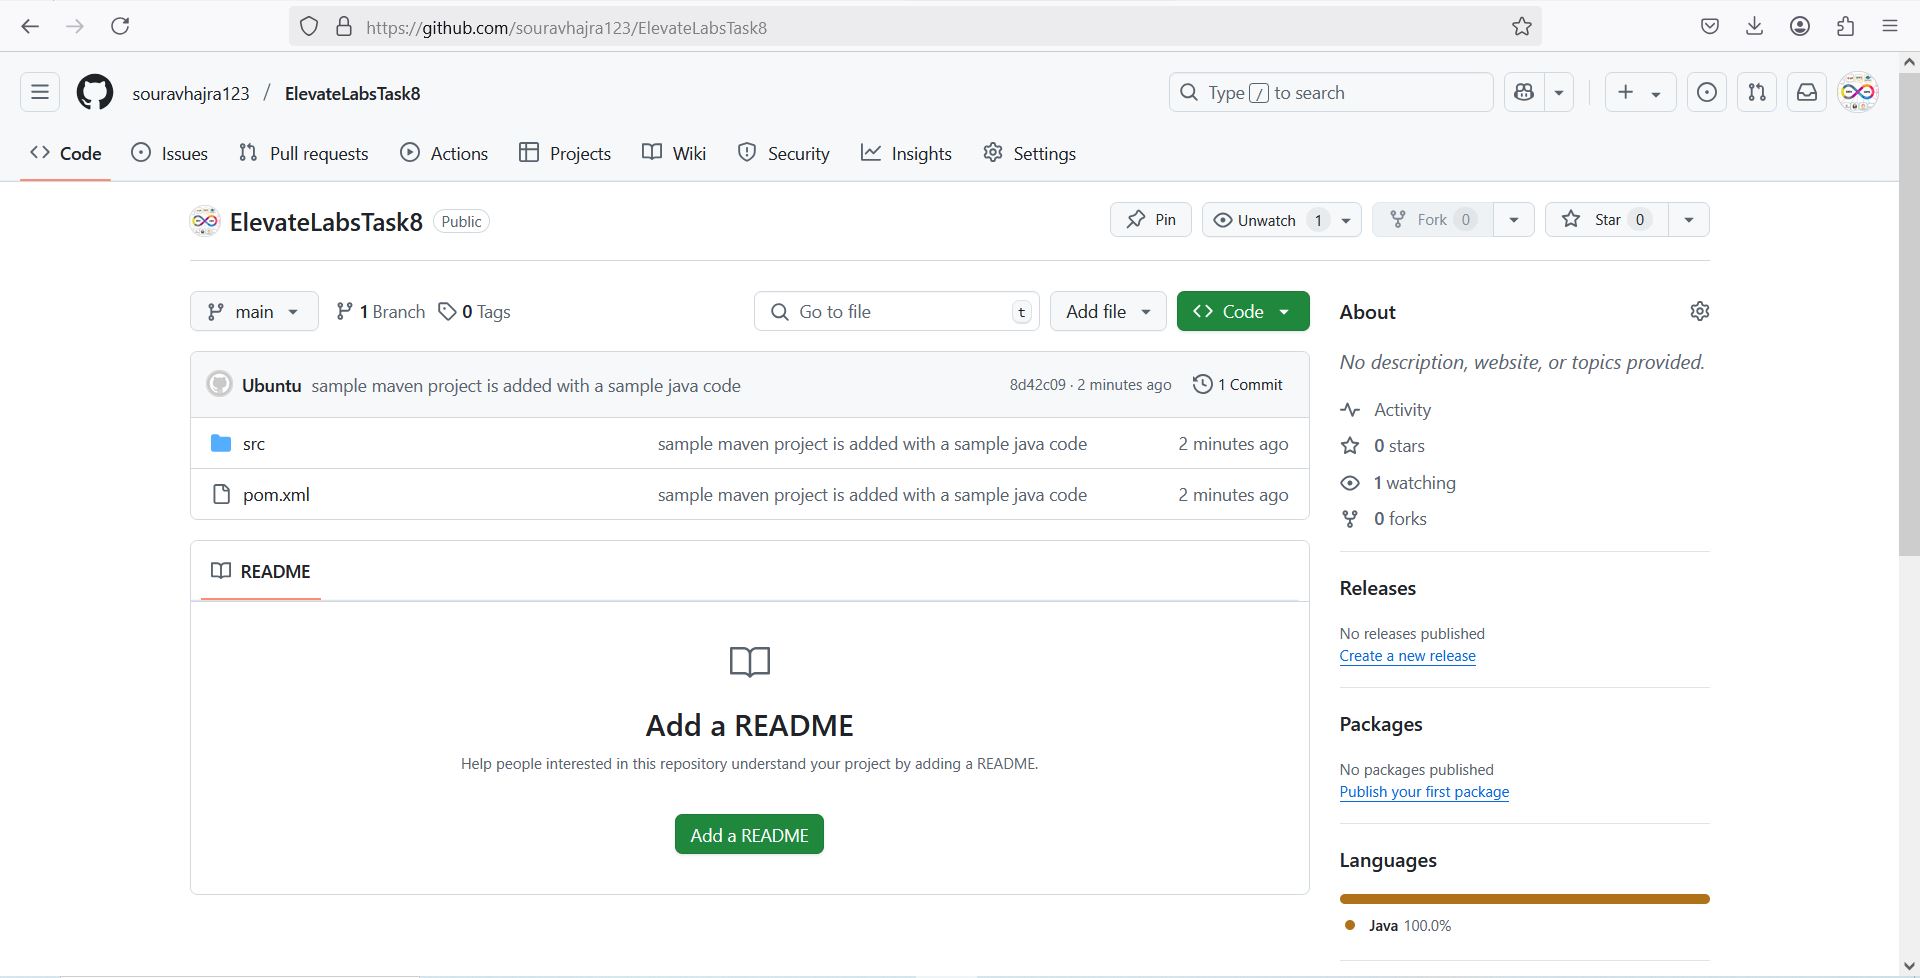 https://github.com/souravhajra123/ElevateLabsTask8
souravhajra123 / ElevateLabsTask8
Type / to search
Code
Issues
Pull requests
Actions
Projects
Wiki
Security
Insights
Settings
ElevateLabsTask8 Public
Pin
Unwatch 1
Fork 0
Star 0
main
1 Branch
0 Tags
Go to file t
Add file
Code
Ubuntu sample maven project is added with a sample java code 8d42c09 · 2 minutes ago 1 Commit
src sample maven project is added with a sample java code 2 minutes ago
pom.xml sample maven project is added with a sample java code 2 minutes ago
README
Add a README
Help people interested in this repository understand your project by adding a README.
Add a README
About
No description, website, or topics provided.
Activity
0 stars
1 watching
0 forks
Releases
No releases published
Create a new release
Packages
No packages published
Publish your first package
Languages
Java 100.0%